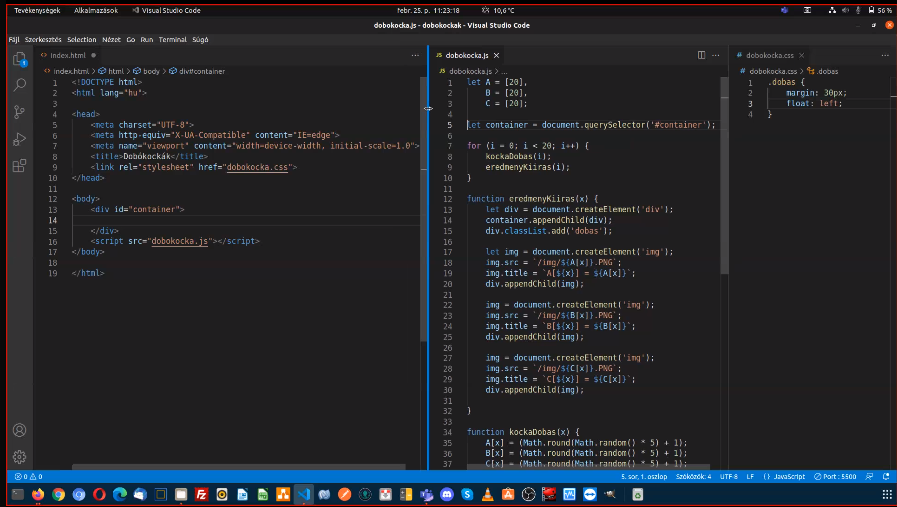 Tevékenységek Alkalmazások Visual Studio Code febr. 25. p. 11:23:18 10,6 °C 56 %
dobokocka.js - dobokockak - Visual Studio Code
Fájl Szerkesztés Selection Nézet Go Run Terminal Súgó
index.html
index.html > html > body > div#container
1 <!DOCTYPE html>
2 <html lang="hu">
3
4 <head>
5 <meta charset="UTF-8">
6 <meta http-equiv="X-UA-Compatible" content="IE=edge">
7 <meta name="viewport" content="width=device-width, initial-scale=1.0">
8 <title>Dobókockák</title>
9 <link rel="stylesheet" href="dobokocka.css">
10 </head>
11
12 <body>
13 <div id="container">
14
15 </div>
16 <script src="dobokocka.js"></script>
17 </body>
18
19 </html>
JS dobokocka.js
JS dobokocka.js > ...
1 let A = [20],
2 B = [20],
3 C = [20];
4
5 let container = document.querySelector('#container');
6
7 for (i = 0; i < 20; i++) {
8 kockaDobas(i);
9 eredmenyKiiras(i);
10 }
11
12 function eredmenyKiiras(x) {
13 let div = document.createElement('div');
14 container.appendChild(div);
15 div.classList.add('dobas');
16
17 let img = document.createElement('img');
18 img.src = `/img/${A[x]}.PNG`;
19 img.title = `A[${x}] = ${A[x]}`;
20 div.appendChild(img);
21
22 img = document.createElement('img');
23 img.src = `/img/${B[x]}.PNG`;
24 img.title = `B[${x}] = ${B[x]}`;
25 div.appendChild(img);
26
27 img = document.createElement('img');
28 img.src = `/img/${C[x]}.PNG`;
29 img.title = `C[${x}] = ${C[x]}`;
30 div.appendChild(img);
31
32 }
33
34 function kockaDobas(x) {
35 A[x] = (Math.round(Math.random() * 5) + 1);
36 B[x] = (Math.round(Math.random() * 5) + 1);
37 C[x] = (Math.round(Math.random() * 5) + 1);
dobokocka.css
dobokocka.css > .dobas
1 .dobas {
2 margin: 30px;
3 float: left;
4 }
0 0 5. sor, 1. oszlop Szóközök: 4 UTF-8 LF {} JavaScript Port : 5500